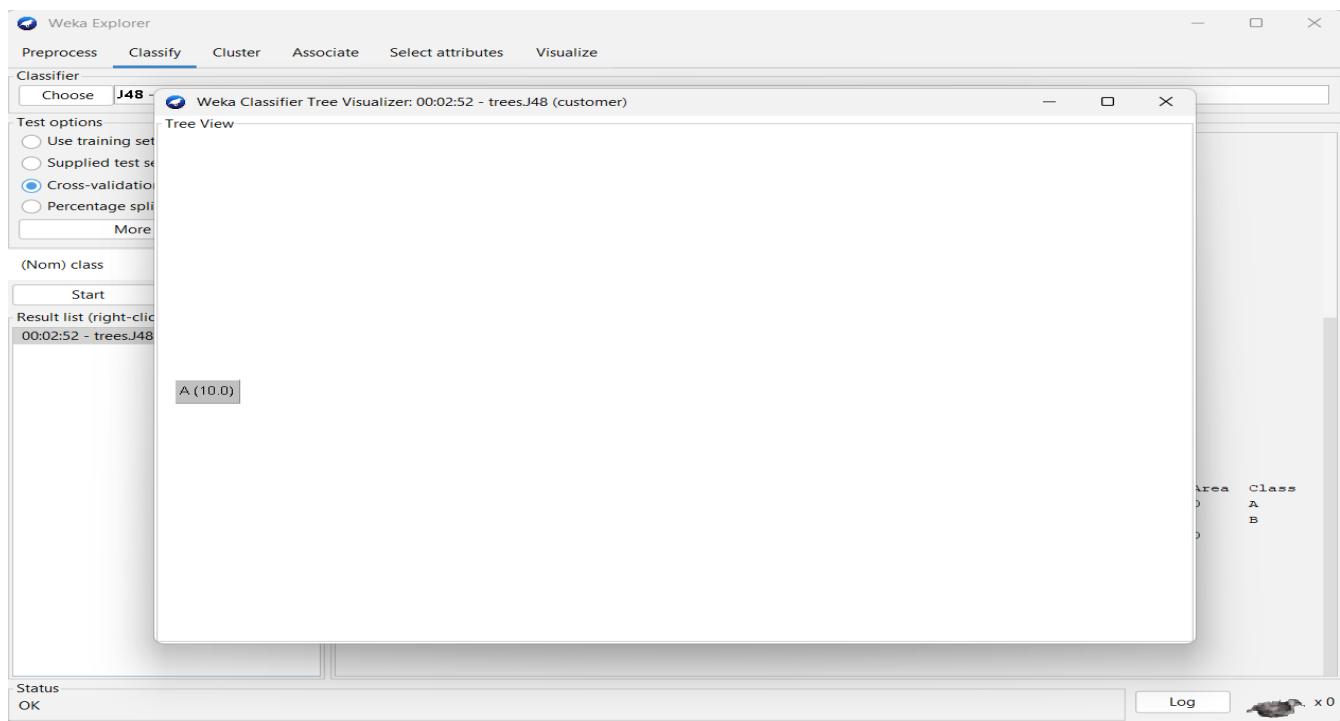 Weka Explorer
Preprocess Classify Cluster Associate Select attributes Visualize
Classifier
Choose J48 -
Weka Classifier Tree Visualizer: 00:02:52 - trees.J48 (customer)
Test options
Tree View
Use training set
Supplied test se
Cross-validatio
Percentage spli
More
(Nom) class
Start
Result list (right-clic
00:02:52 - trees.J48
A (10.0)
Area Class
A
B
Status
OK
Log
x 0